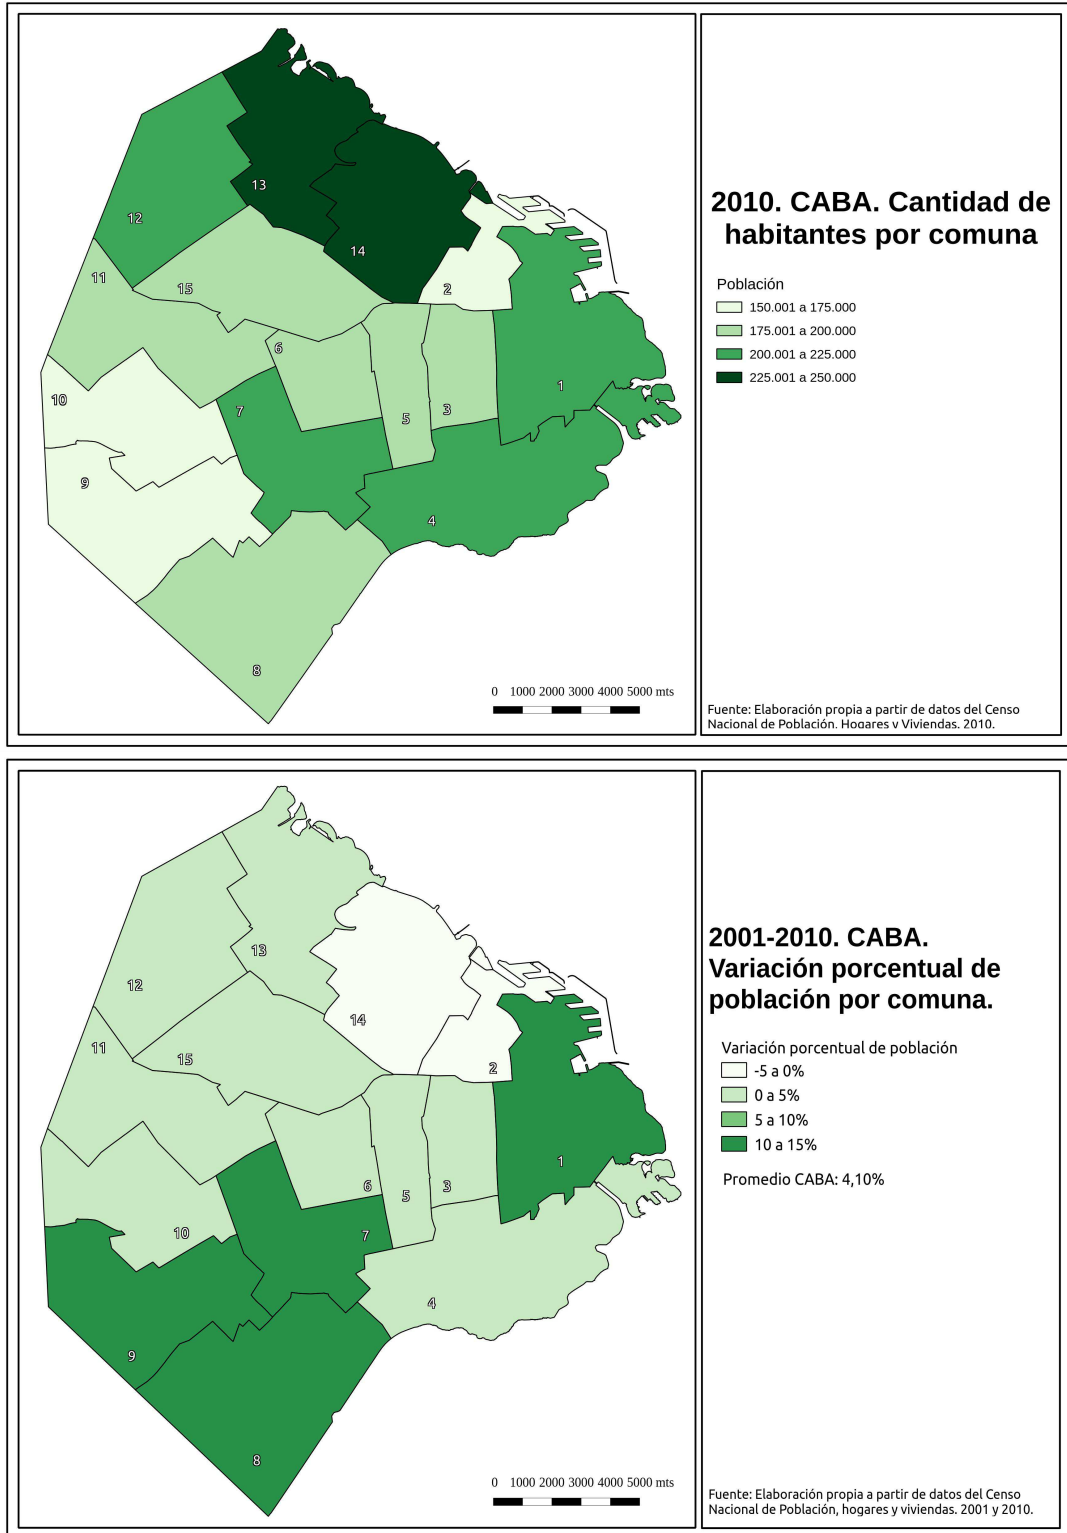 13
12
14
11
15
2
6
1
10
7
3
5
9
4
8
0 1000 2000 3000 4000 5000 mts
2010. CABA. Cantidad de
habitantes por comuna
Población
150.001 a 175.000
175.001 a 200.000
200.001 a 225.000
225.001 a 250.000
Fuente: Elaboración propia a partir de datos del Censo
Nacional de Población. Hogares y Viviendas. 2010.
13
12
14
11
15
2
1
6
3
5
10
7
4
9
8
0 1000 2000 3000 4000 5000 mts
2001-2010. CABA.
Variación porcentual de
población por comuna.
Variación porcentual de población
-5 a 0%
0 a 5%
5 a 10%
10 a 15%
Promedio CABA: 4,10%
Fuente: Elaboración propia a partir de datos del Censo
Nacional de Población, hogares y viviendas. 2001 y 2010.